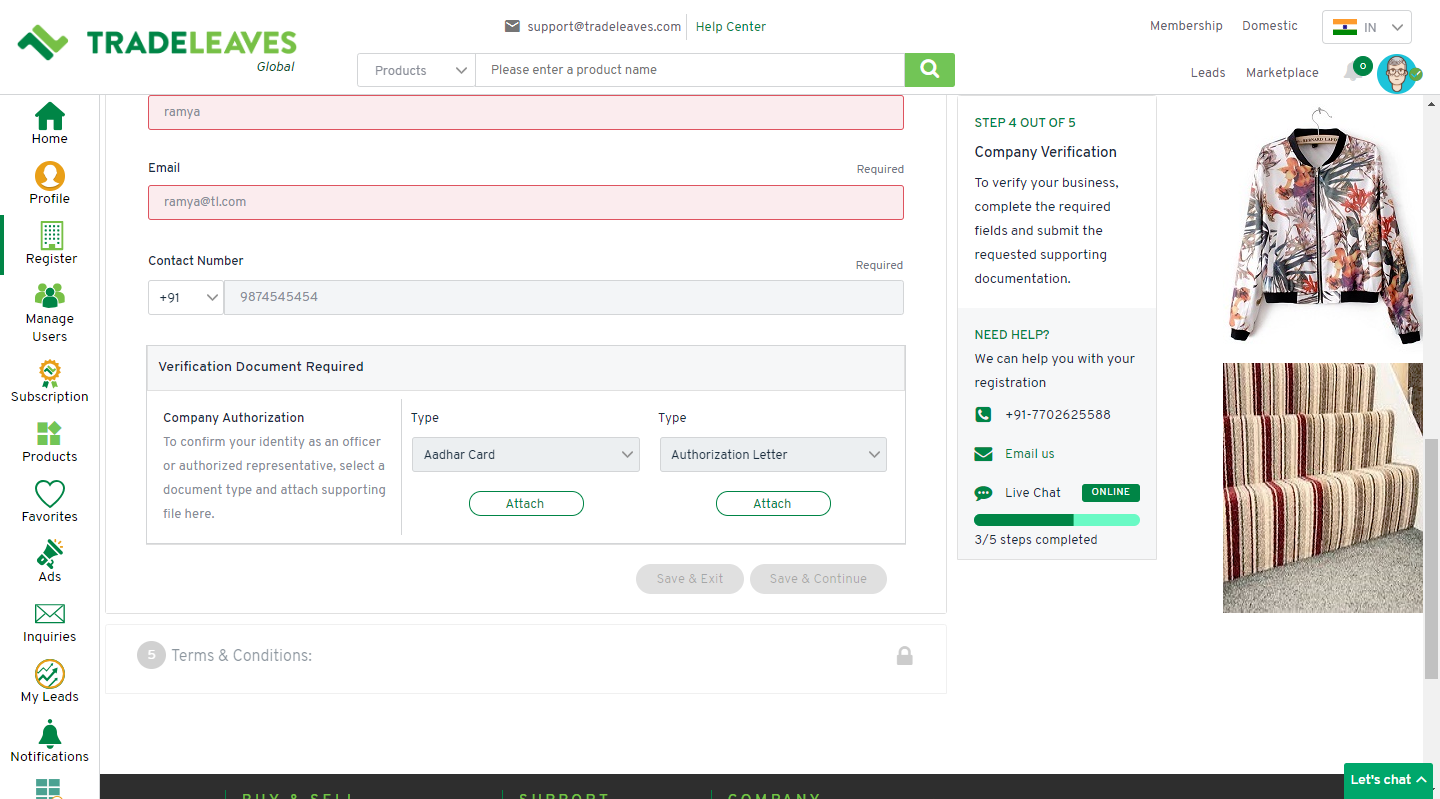 TRADELEAVES
Global
support@tradeleaves.com
Help Center
Membership
Domestic
IN
Products
Please enter a product name
Leads
Marketplace
0
Home
Profile
Register
Manage
Users
Subscription
Products
Favorites
Ads
Inquiries
My Leads
Notifications
ramya
Email
Required
ramya@tl.com
Contact Number
Required
+91
9874545454
Verification Document Required
Company Authorization
To confirm your identity as an officer
or authorized representative, select a
document type and attach supporting
file here.
Type
Aadhar Card
Attach
Type
Authorization Letter
Attach
Save & Exit
Save & Continue
5
Terms & Conditions:
STEP 4 OUT OF 5
Company Verification
To verify your business,
complete the required
fields and submit the
requested supporting
documentation.
NEED HELP?
We can help you with your
registration
+91-7702625588
Email us
Live Chat
ONLINE
3/5 steps completed
BUY & SELL
SUPPORT
COMPANY
Let's chat